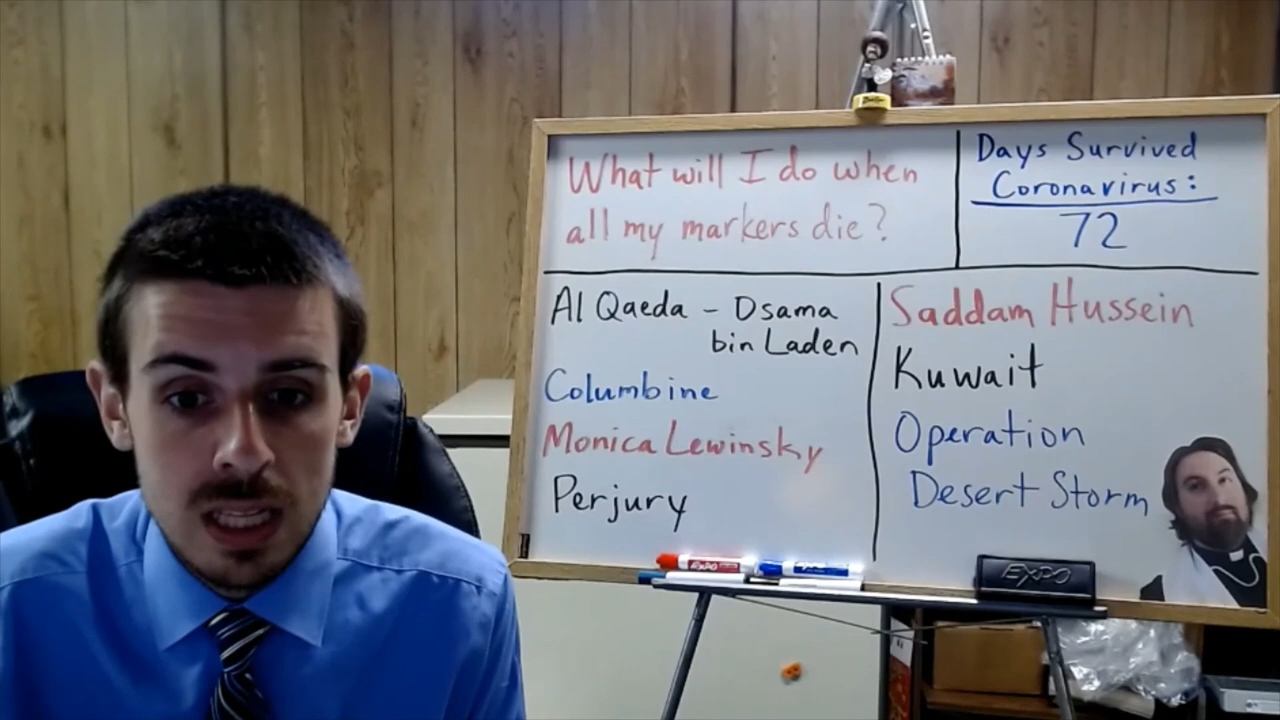 What will I do when
all my markers die?
Days Survived
Coronavirus:
72
Al Qaeda - Osama
bin Laden
Columbine
Monica Lewinsky
Perjury
Saddam Hussein
Kuwait
Operation
Desert Storm
EXPO
EXPO